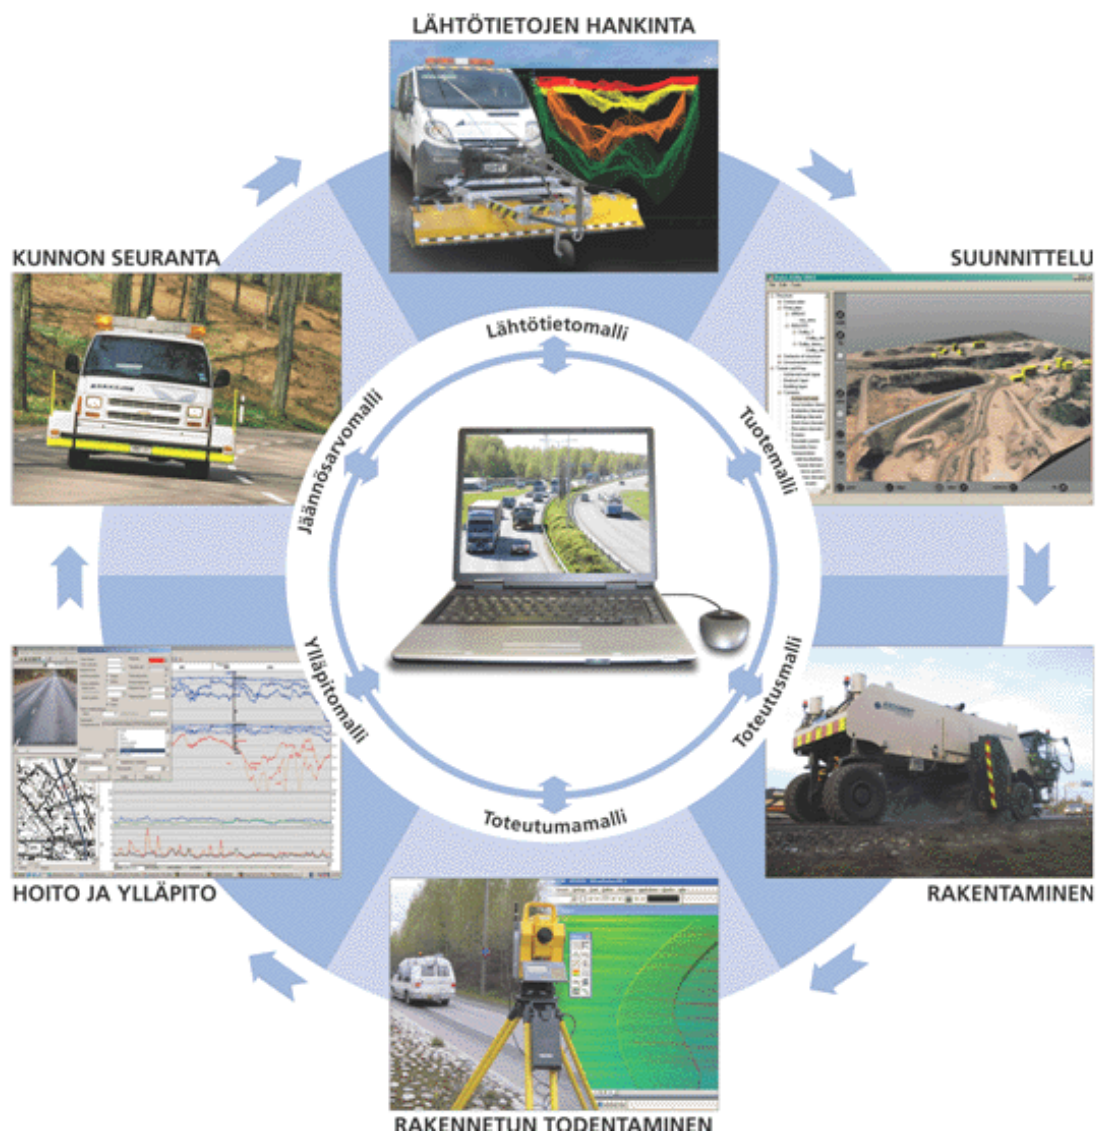 LÄHTÖTIETOJEN HANKINTA
KUNNON SEURANTA
SUUNNITTELU
Lähtötietomalli
Jäännösarvomalli
Tuotemalli
Ylläpitomalli
Toteutusmalli
Toteutumamalli
HOITO JA YLLÄPITO
RAKENTAMINEN
RAKENNETUN TODENTAMINEN